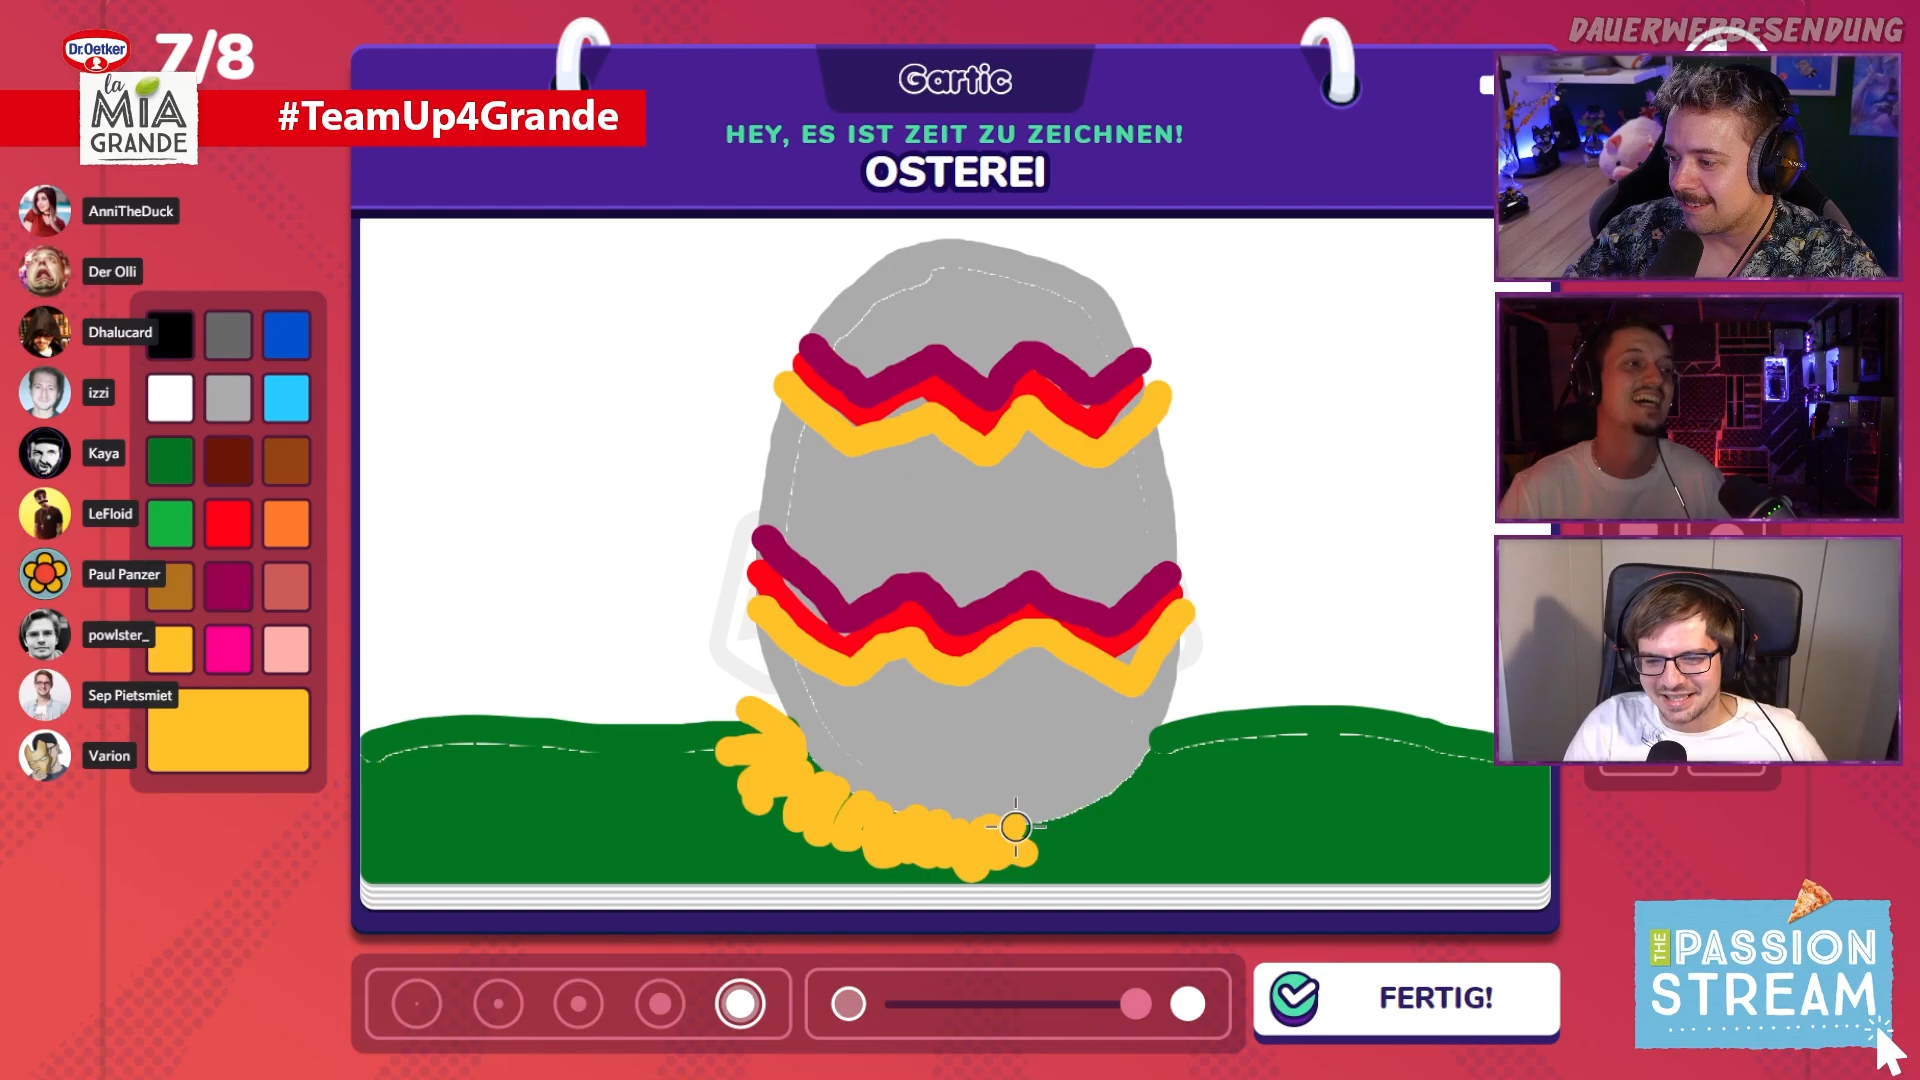 DAUERWERBESENDUNG
Dr. Oetker
7/8
la
MIA
GRANDE
#TeamUp4Grande
Gartic
HEY, ES IST ZEIT ZU ZEICHNEN!
OSTEREI
AnniTheDuck
Der Olli
Dhalucard
izzi
Kaya
LeFloid
Paul Panzer
powlster_
Sep Pietsmiet
Varion
FERTIG!
THE PASSION
STREAM